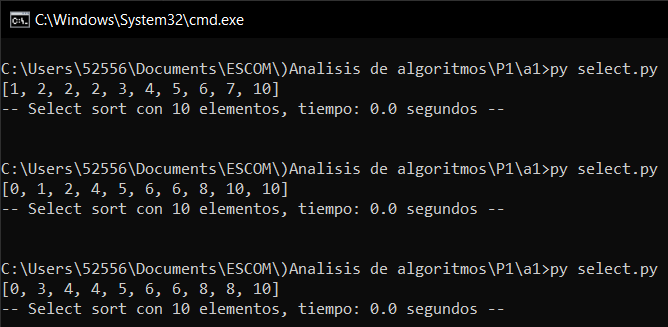 C:\Windows\System32\cmd.exe
C:\Users\52556\Documents\ESCOM\)Analisis de algoritmos\P1\a1>py select.py
[1, 2, 2, 2, 3, 4, 5, 6, 7, 10]
-- Select sort con 10 elementos, tiempo: 0.0 segundos --
C:\Users\52556\Documents\ESCOM\)Analisis de algoritmos\P1\a1>py select.py
[0, 1, 2, 4, 5, 6, 6, 8, 10, 10]
-- Select sort con 10 elementos, tiempo: 0.0 segundos --
C:\Users\52556\Documents\ESCOM\)Analisis de algoritmos\P1\a1>py select.py
[0, 3, 4, 4, 5, 6, 6, 8, 8, 10]
-- Select sort con 10 elementos, tiempo: 0.0 segundos --